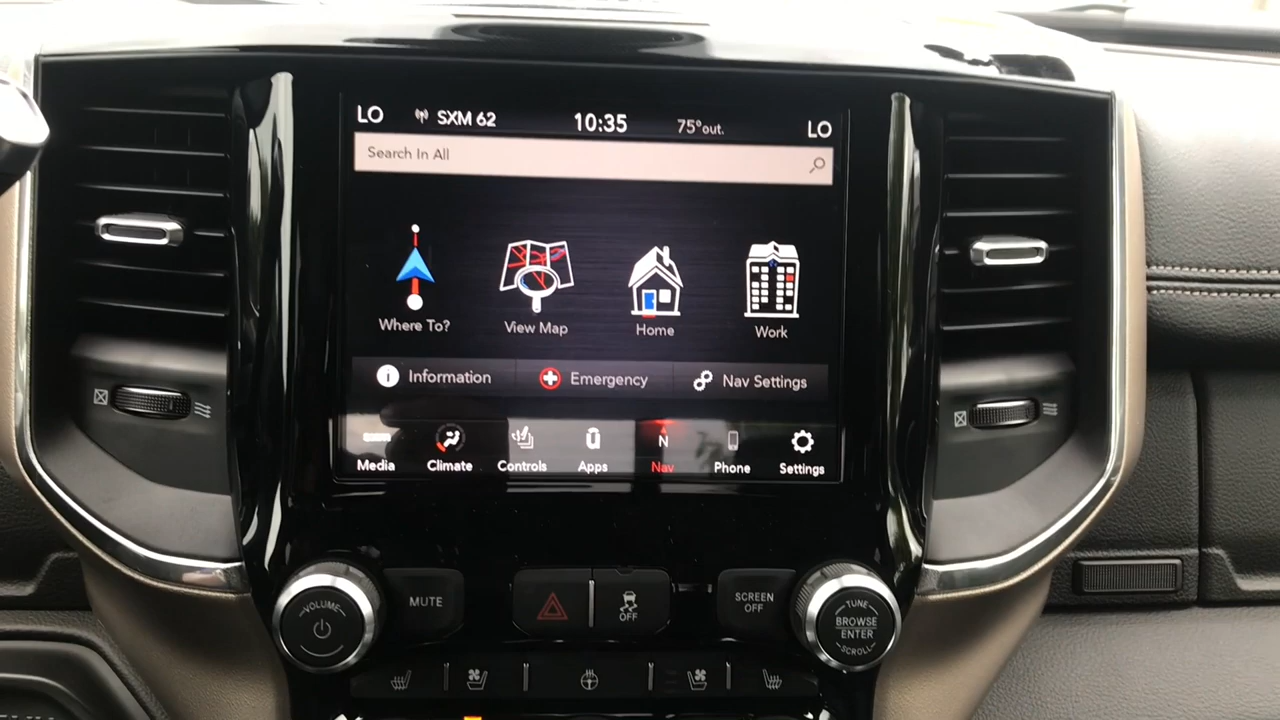 LO SXM 62 10:35 75°out. LO
Search In All
Where To? View Map Home Work
Information Emergency Nav Settings
N
Media Climate Controls Apps Nav Phone Settings
VOLUME MUTE OFF SCREEN OFF TUNE BROWSE ENTER SCROLL